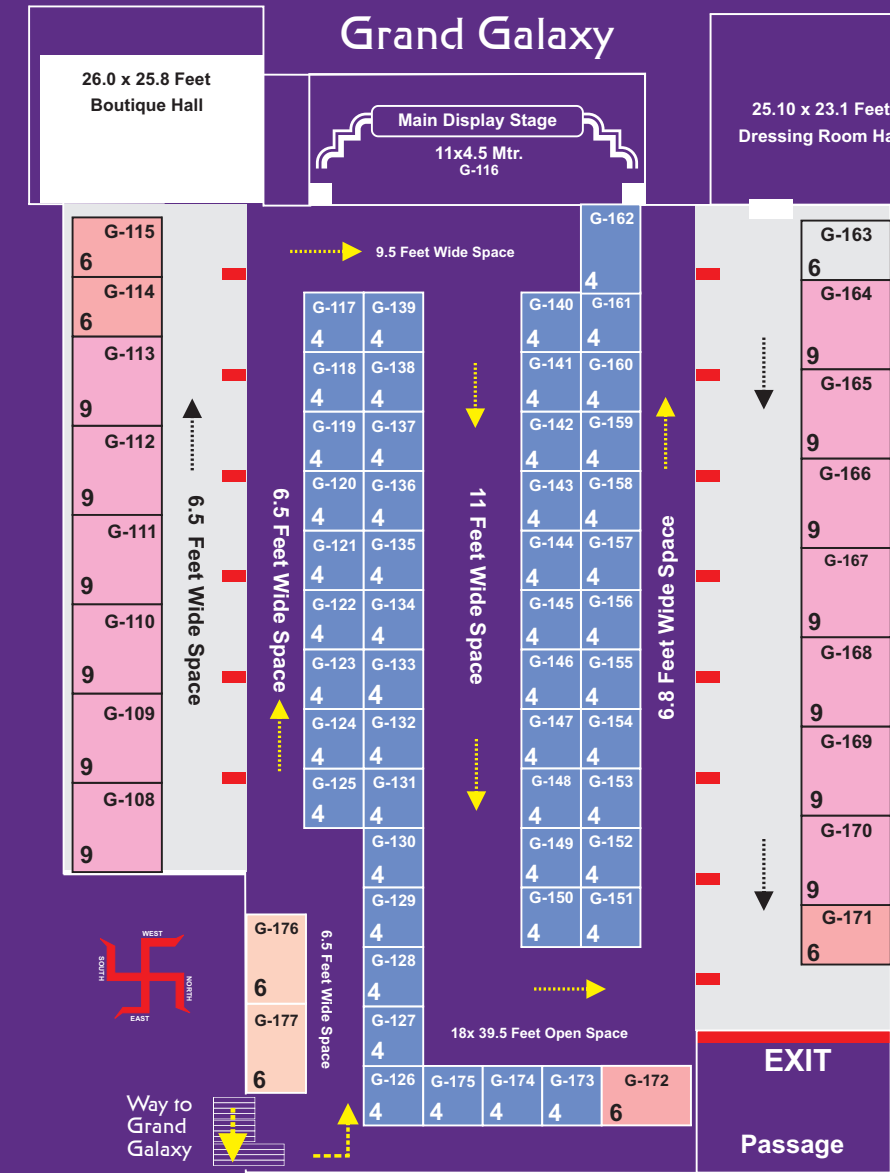 Grand Galaxy
26.0 x 25.8 Feet
Boutique Hall
Main Display Stage
11x4.5 Mtr.
G-116
25.10 x 23.1 Feet
Dressing Room Ha
9.5 Feet Wide Space
G-115
6
G-114
6
G-113
9
G-112
9
G-111
9
G-110
9
G-109
9
G-108
9
6.5 Feet Wide Space
6.5 Feet Wide Space
G-117 G-139
4 4
G-118 G-138
4 4
G-119 G-137
4 4
G-120 G-136
4 4
G-121 G-135
4 4
G-122 G-134
4 4
G-123 G-133
4 4
G-124 G-132
4 4
G-125 G-131
4 4
G-130
4
G-129
4
G-128
4
G-127
4
11 Feet Wide Space
G-162
4
G-140 G-161
4 4
G-141 G-160
4 4
G-142 G-159
4 4
G-143 G-158
4 4
G-144 G-157
4 4
G-145 G-156
4 4
G-146 G-155
4 4
G-147 G-154
4 4
G-148 G-153
4 4
G-149 G-152
4 4
G-150 G-151
4 4
6.8 Feet Wide Space
G-163
6
G-164
9
G-165
9
G-166
9
G-167
9
G-168
9
G-169
9
G-170
9
G-171
6
G-176
6
G-177
6
6.5 Feet Wide Space
WEST
SOUTH
NORTH
EAST
18x 39.5 Feet Open Space
G-126 G-175 G-174 G-173 G-172
4 4 4 4 6
Way to
Grand
Galaxy
EXIT
Passage